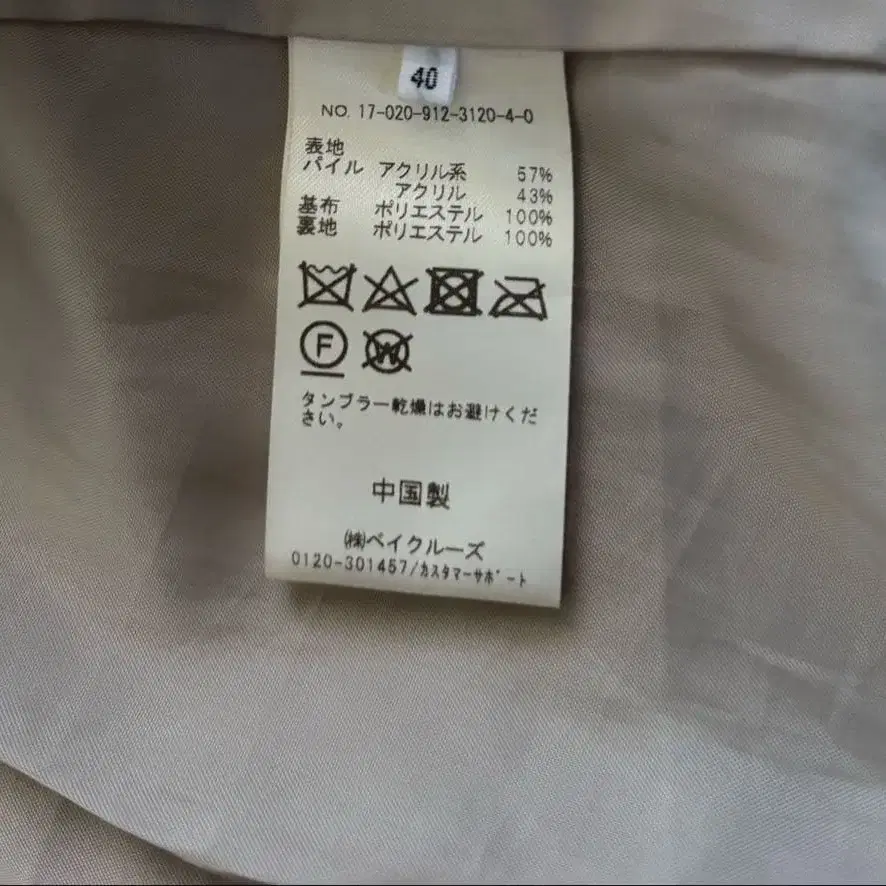 40
NO. 17-020-912-3120-4-0
表地
パイル アクリル系 57%
アクリル 43%
基布 ポリエステル 100%
裏地 ポリエステル 100%
F W
タンブラー乾燥はお避けくだ
さい。
中国製
㈱ベイクルーズ
0120-301457/カスタマーサポート